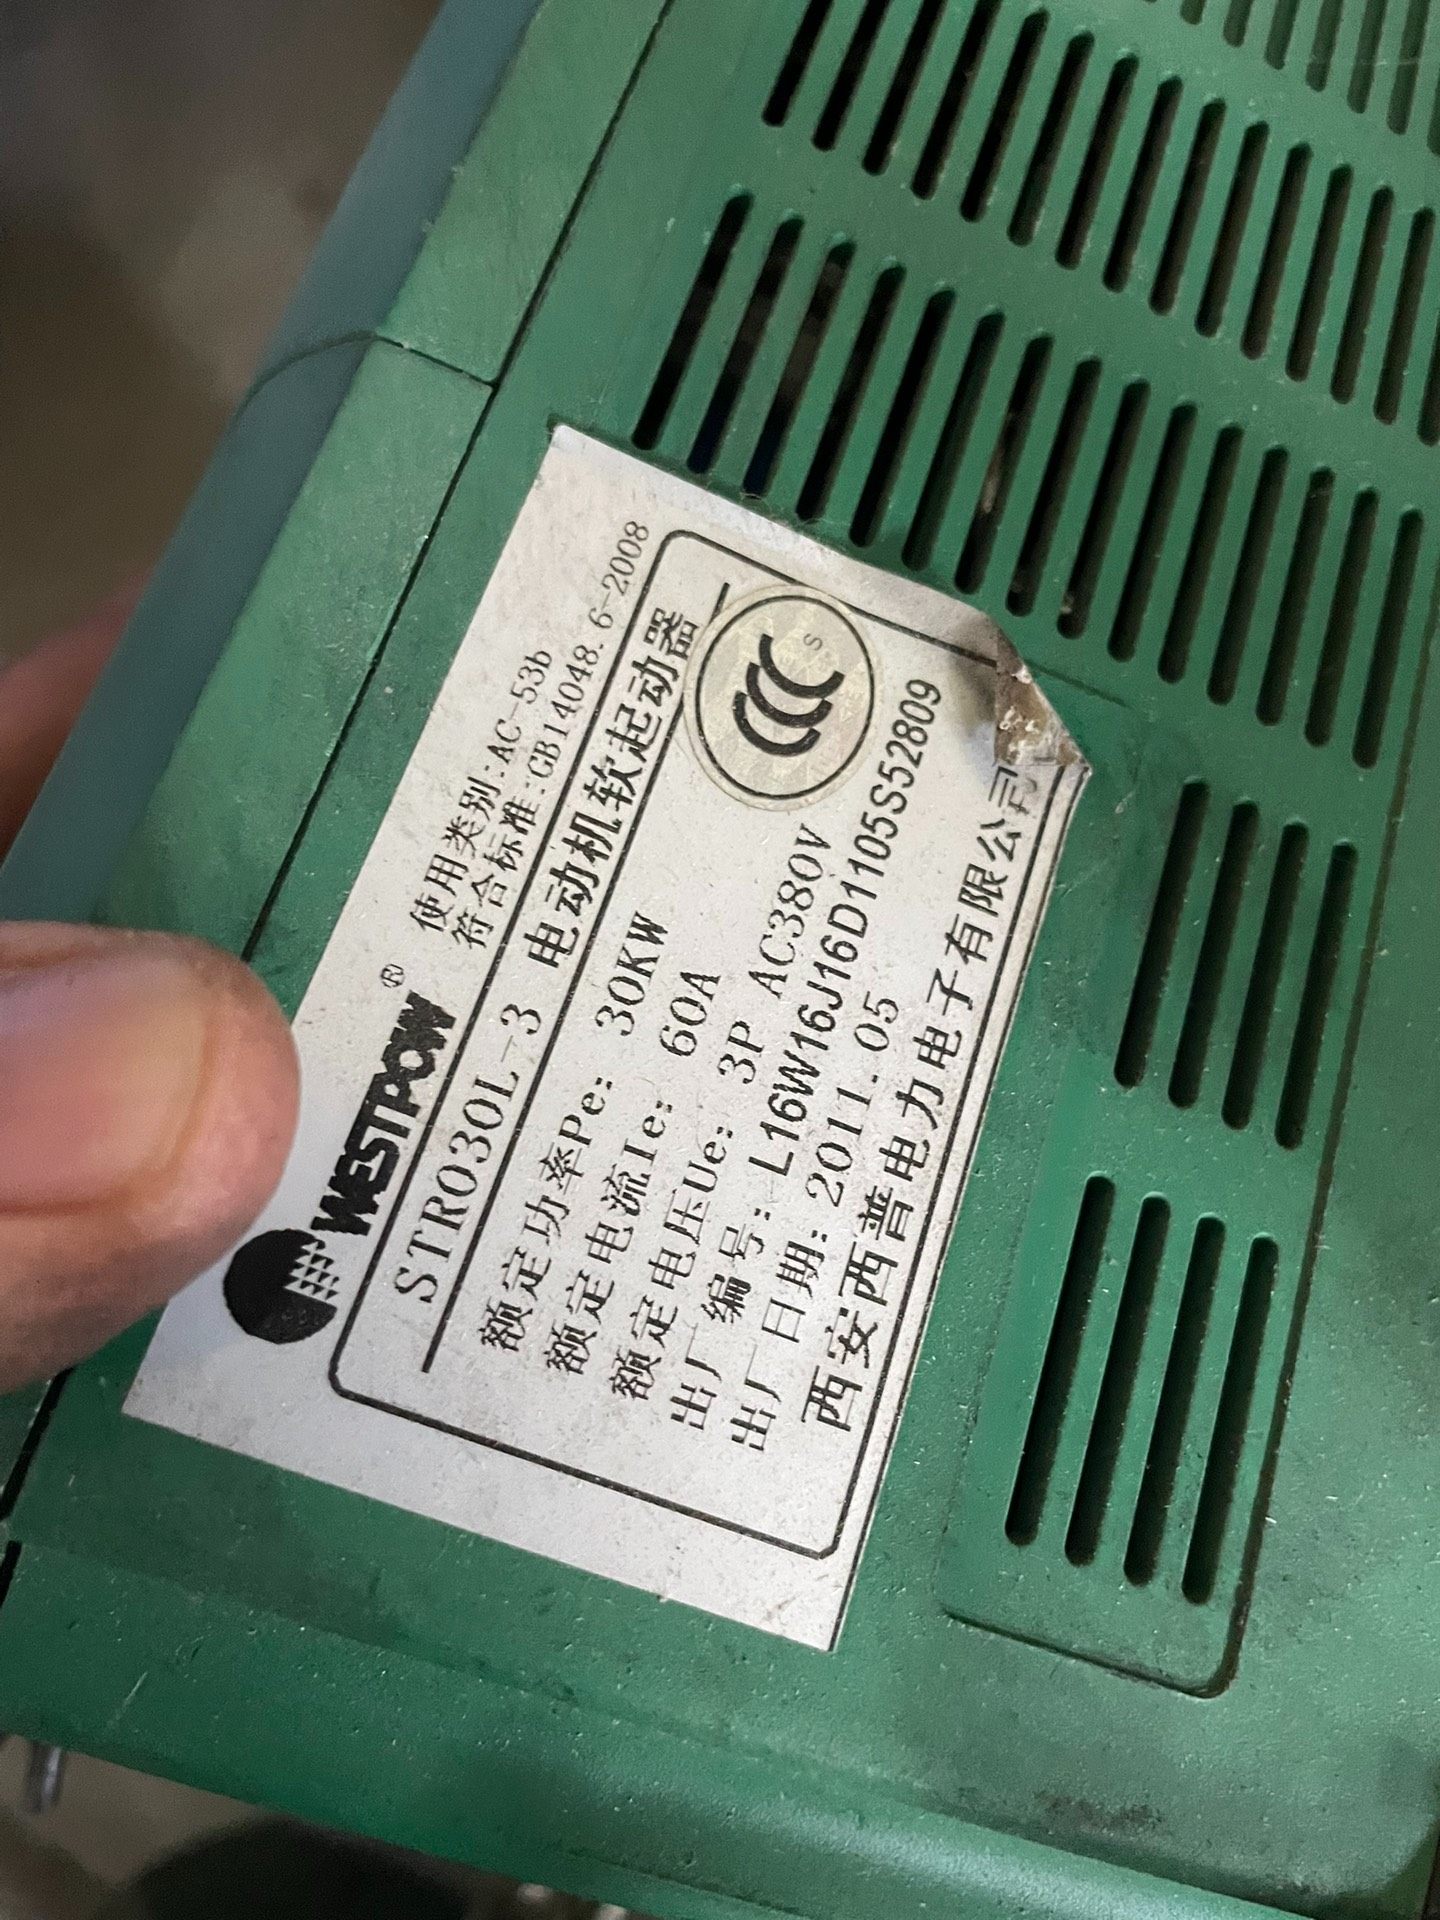 WESTPOW®
使用类别:AC-53b
符合标准:GB14048.6-2008
STR030L-3 电动机软起动器
额定功率Pe: 30KW
额定电流Ie: 60A
额定电压Ue: 3P AC380V
出厂编号:L16W16J16D1105S52809
出厂日期:2011.05
西安西普电力电子有限公司
CCC
S